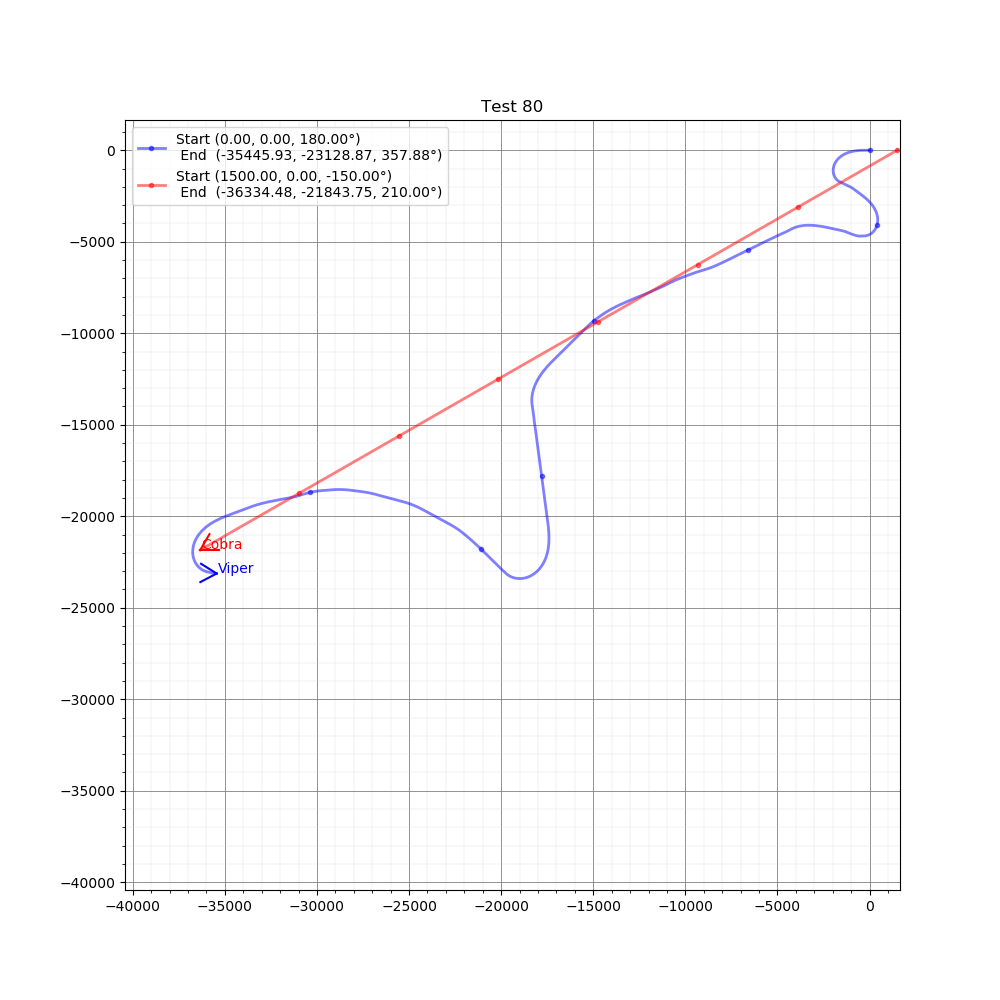 Test 80
Start (0.00, 0.00, 180.00°)
End  (-35445.93, -23128.87, 357.88°)
Start (1500.00, 0.00, -150.00°)
End  (-36334.48, -21843.75, 210.00°)
0
−5000
−10000
−15000
−20000
−25000
−30000
−35000
−40000
Cobra
Viper
−40000 −35000 −30000 −25000 −20000 −15000 −10000 −5000 0